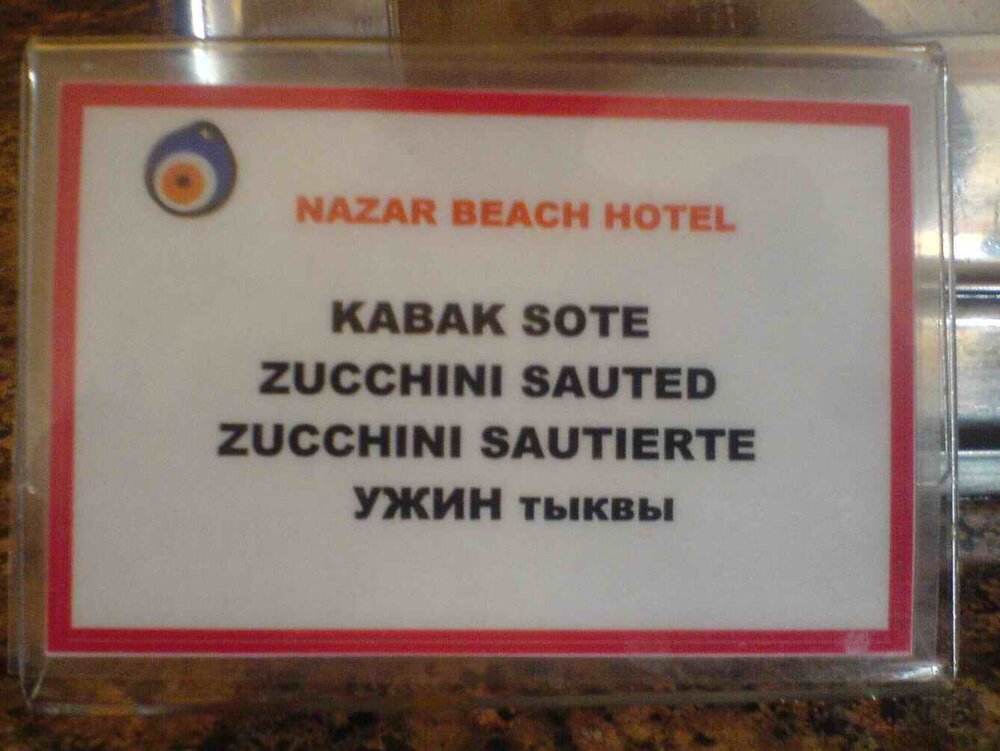 NAZAR BEACH HOTEL
KABAK SOTE
ZUCCHINI SAUTED
ZUCCHINI SAUTIERTE
УЖИН тыквы